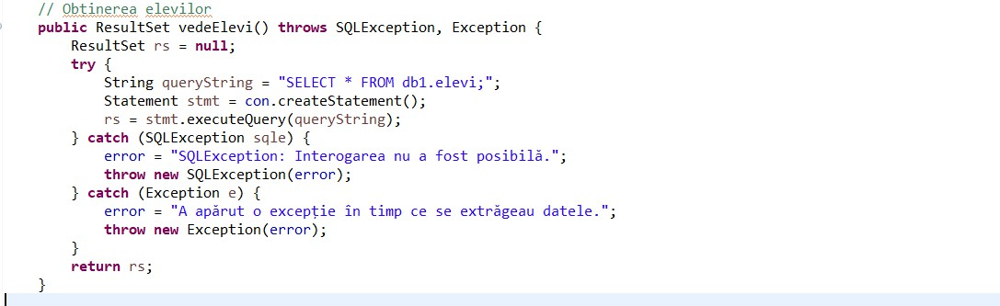 // Obtinerea elevilor
public ResultSet vedeElevi() throws SQLException, Exception {
ResultSet rs = null;
try {
String queryString = "SELECT * FROM db1.elevi;";
Statement stmt = con.createStatement();
rs = stmt.executeQuery(queryString);
} catch (SQLException sqle) {
error = "SQLException: Interogarea nu a fost posibilă.";
throw new SQLException(error);
} catch (Exception e) {
error = "A apărut o excepție în timp ce se extrăgeau datele.";
throw new Exception(error);
}
return rs;
}